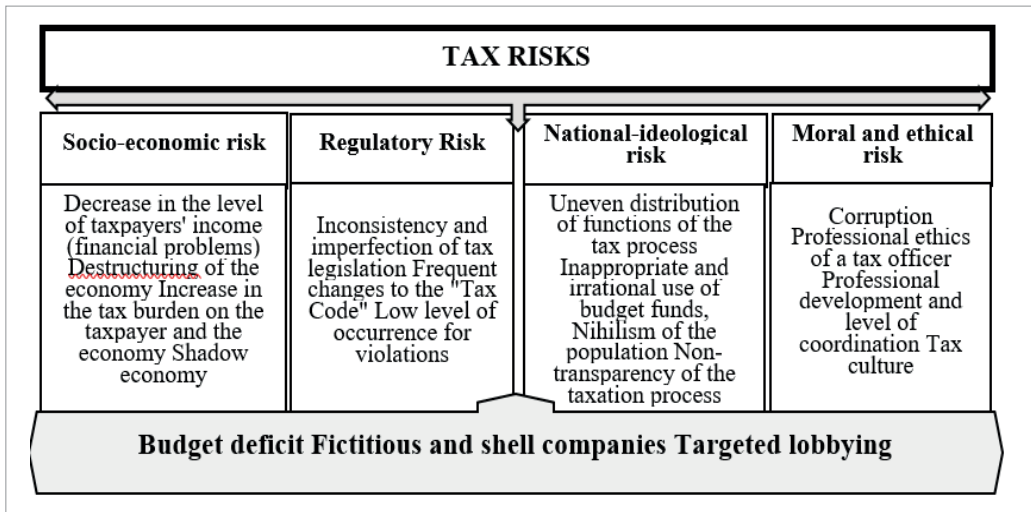 TAX RISKS
Socio-economic risk
Decrease in the level
of taxpayers' income
(financial problems)
Destructuring of the
economy Increase in
the tax burden on the
taxpayer and the
economy Shadow
economy
Regulatory Risk
Inconsistency and
imperfection of tax
legislation Frequent
changes to the "Tax
Code" Low level of
occurrence for
violations
National-ideological
risk
Uneven distribution
of functions of the
tax process
Inappropriate and
irrational use of
budget funds,
Nihilism of the
population Non-
transparency of the
taxation process
Moral and ethical
risk
Corruption
Professional ethics
of a tax officer
Professional
development and
level of
coordination Tax
culture
Budget deficit Fictitious and shell companies Targeted lobbying